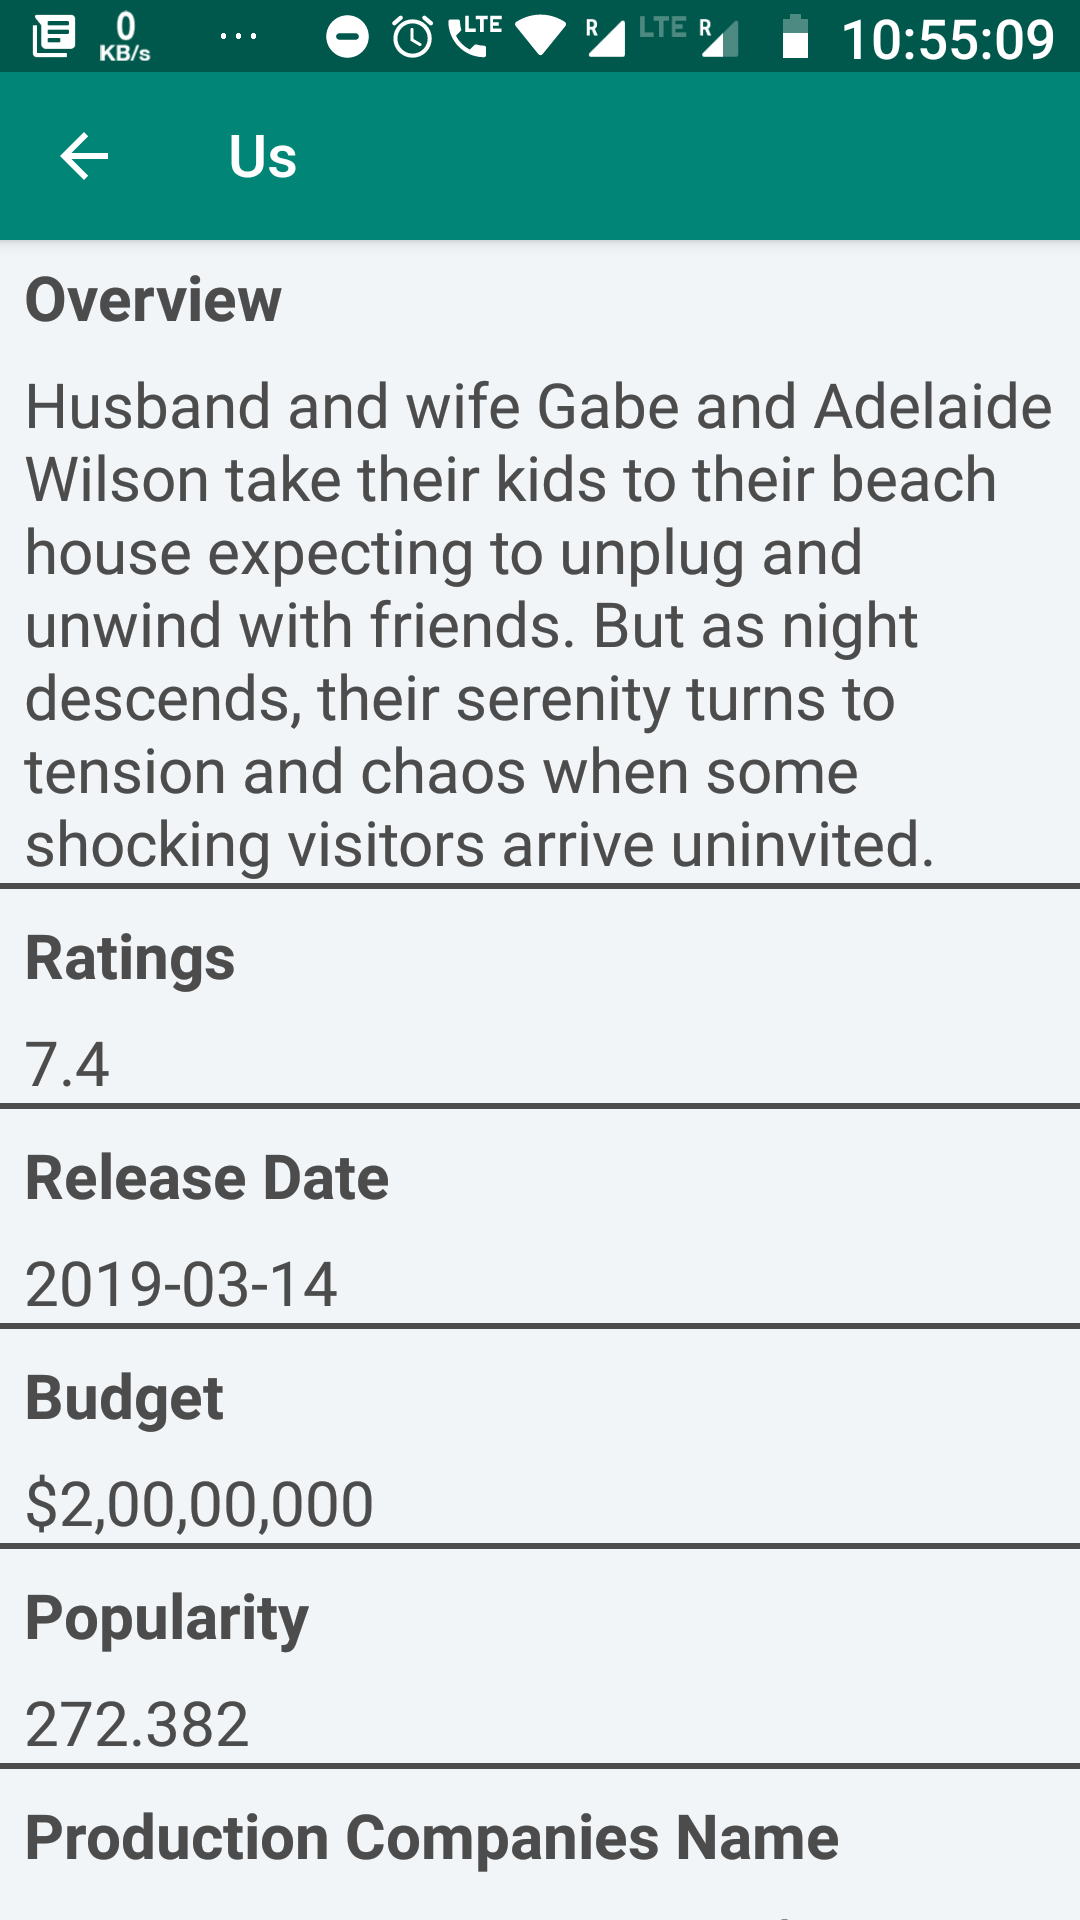 0
KB/s
...
LTE
R
LTE
R
10:55:09
Us
Overview
Husband and wife Gabe and Adelaide
Wilson take their kids to their beach
house expecting to unplug and
unwind with friends. But as night
descends, their serenity turns to
tension and chaos when some
shocking visitors arrive uninvited.
Ratings
7.4
Release Date
2019-03-14
Budget
$2,00,00,000
Popularity
272.382
Production Companies Name